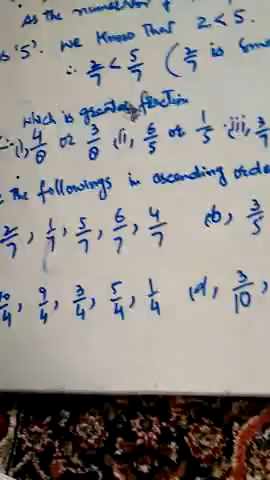 As the numerator
is '5'. We Know That 2 < 5.
∴ 2/7 < 5/7 ( 2/7 is
which is greater fraction
(i) 4/8 or 3/8 (ii) 6/5 or 1/5 (iii) 3/7
the followings in ascending orde
2/7, 1/7, 5/7, 6/7, 4/7 (b) 3/5
/4, 9/4, 3/4, 5/4, 1/4 (d) 3/10,